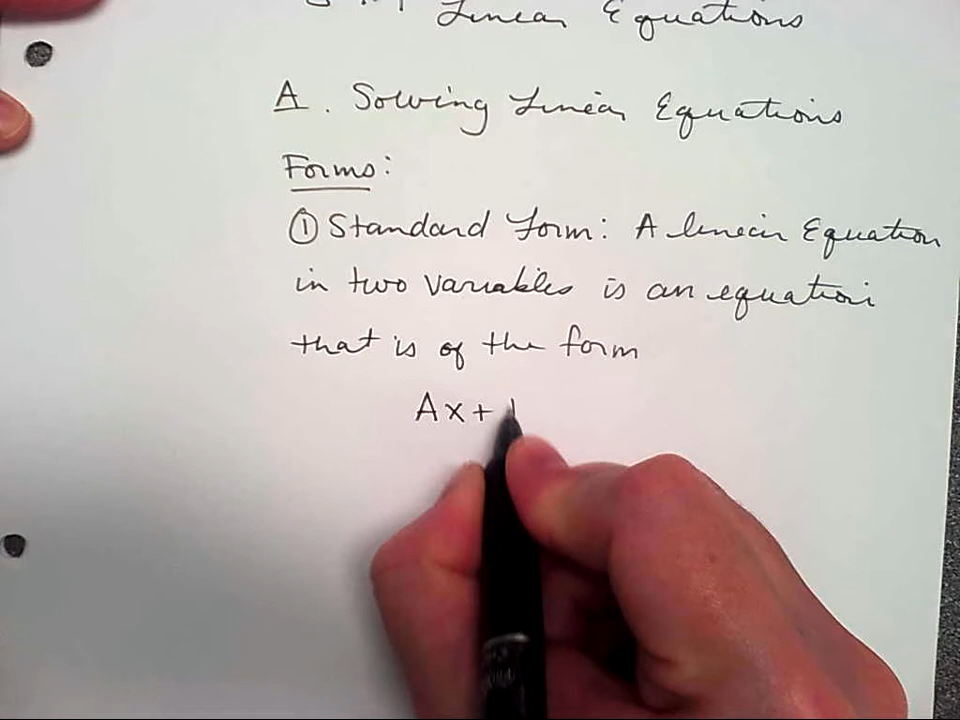 Linear Equations
A. Solving Linear Equations
Forms:
① Standard Form: A linear Equation
in two variables is an equation
that is of the form
Ax +